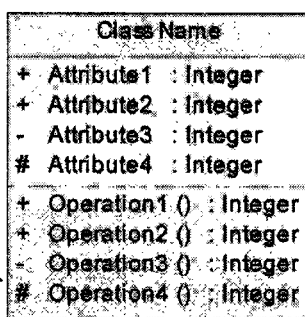 Class Name
+ Attribute1 : Integer
+ Attribute2 : Integer
- Attribute3 : Integer
# Attribute4 : Integer
+ Operation1 () : Integer
+ Operation2 () : Integer
- Operation3 () : Integer
# Operation4 () : Integer